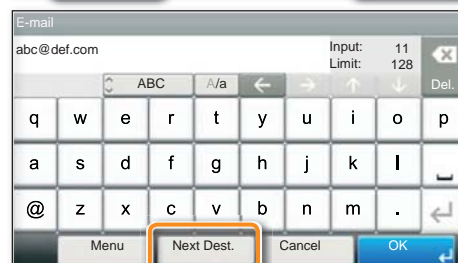 E-mail
abc@def.com Input: 11
Limit: 128
ABC A/a Del.
q w e r t y u i o p
a s d f g h j k l
@ z x c v b n m .
Menu Next Dest. Cancel OK